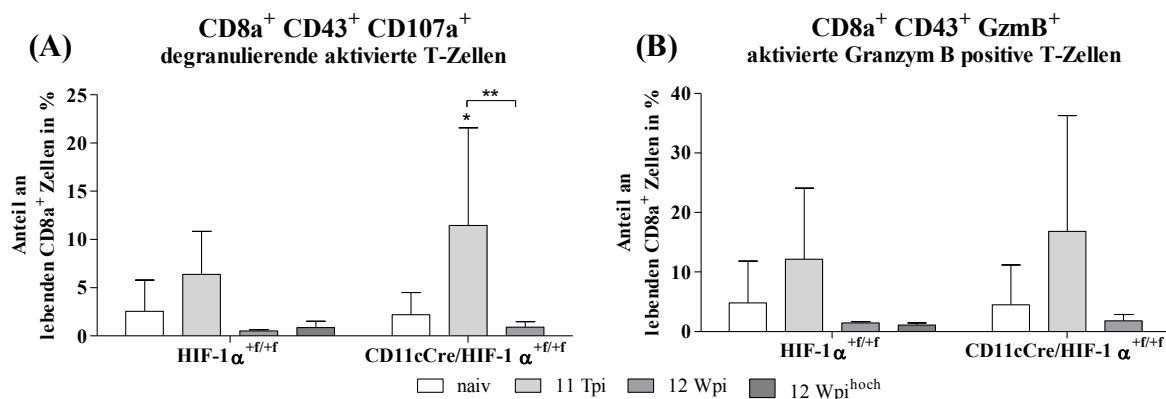 (A)
CD8a⁺ CD43⁺ CD107a⁺
degranulierende aktivierte T-Zellen
Anteil an
lebenden CD8a⁺ Zellen in %
25
20
15
10
5
0
**
*
HIF-1α⁺ᶠ/⁺ᶠ
CD11cCre/HIF-1 α⁺ᶠ/⁺ᶠ
(B)
CD8a⁺ CD43⁺ GzmB⁺
aktivierte Granzym B positive T-Zellen
Anteil an
lebenden CD8a⁺ Zellen in %
40
30
20
10
0
HIF-1α⁺ᶠ/⁺ᶠ
CD11cCre/HIF-1 α⁺ᶠ/⁺ᶠ
naiv 11 Tpi 12 Wpi 12 Wpiʰᵒᶜʰ